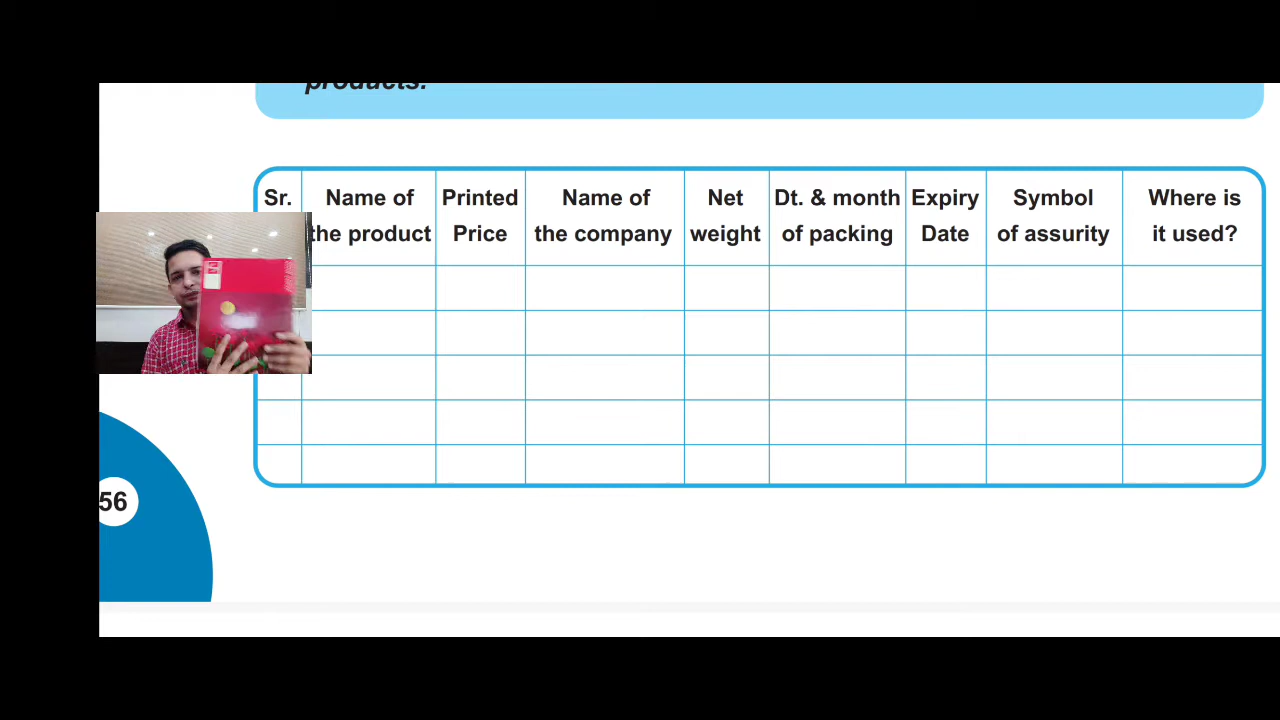 products.
Sr. Name of Printed Name of Net Dt. & month Expiry Symbol Where is
the product Price the company weight of packing Date of assurity it used?
56